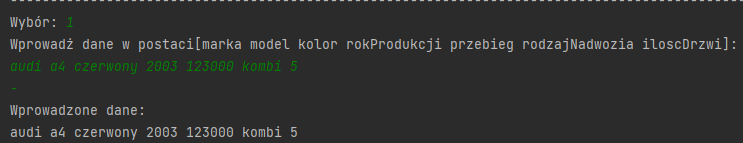 Wybór: 1
Wprowadź dane w postaci[marka model kolor rokProdukcji przebieg rodzajNadwozia iloscDrzwi]:
audi a4 czerwony 2003 123000 kombi 5
-
Wprowadzone dane:
audi a4 czerwony 2003 123000 kombi 5